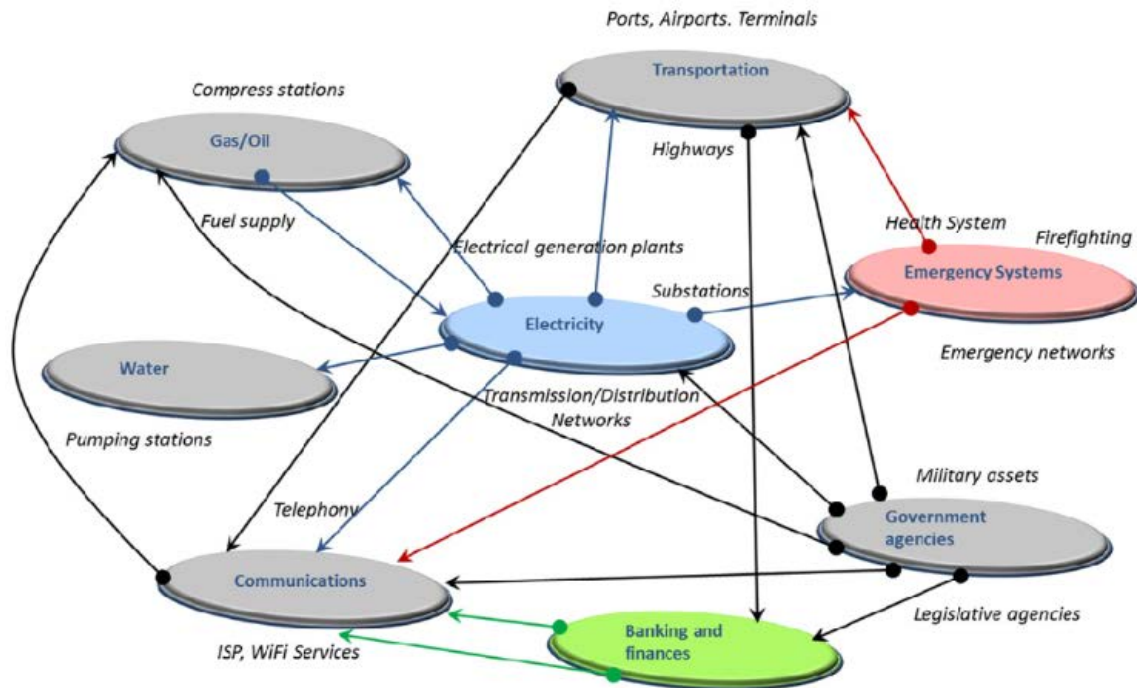 Ports, Airports. Terminals
Transportation
Compress stations
Gas/Oil
Highways
Fuel supply
Health System
Firefighting
Electrical generation plants
Emergency Systems
Substations
Electricity
Emergency networks
Water
Transmission/Distribution
Networks
Pumping stations
Military assets
Telephony
Government
agencies
Communications
Legislative agencies
Banking and
finances
ISP, WiFi Services